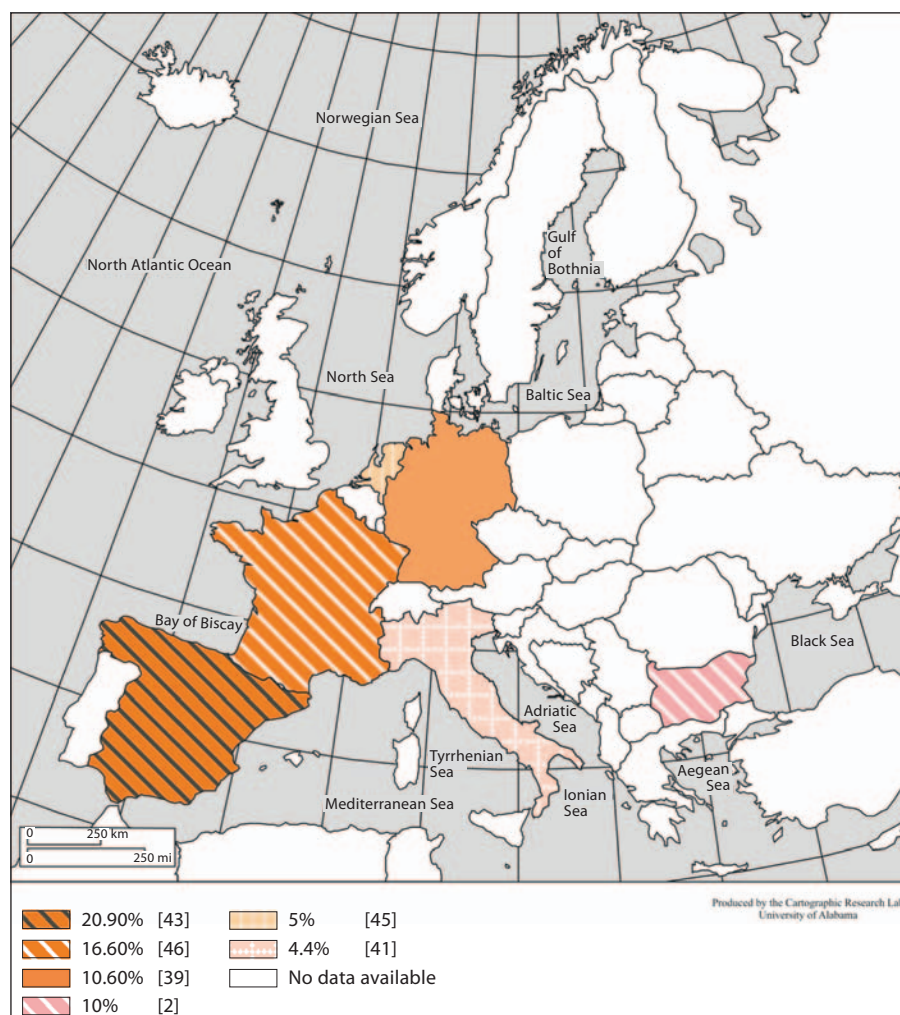 Norwegian Sea
North Atlantic Ocean
Gulf
of
Bothnia
North Sea
Baltic Sea
Bay of Biscay
Black Sea
Adriatic
Sea
Tyrrhenian
Sea
Aegean
Sea
Mediterranean Sea
Ionian
Sea
0 250 km
0 250 mi
Produced by the Cartographic Research La
University of Alabama
20.90% [43]
16.60% [46]
10.60% [39]
10% [2]
5% [45]
4.4% [41]
No data available